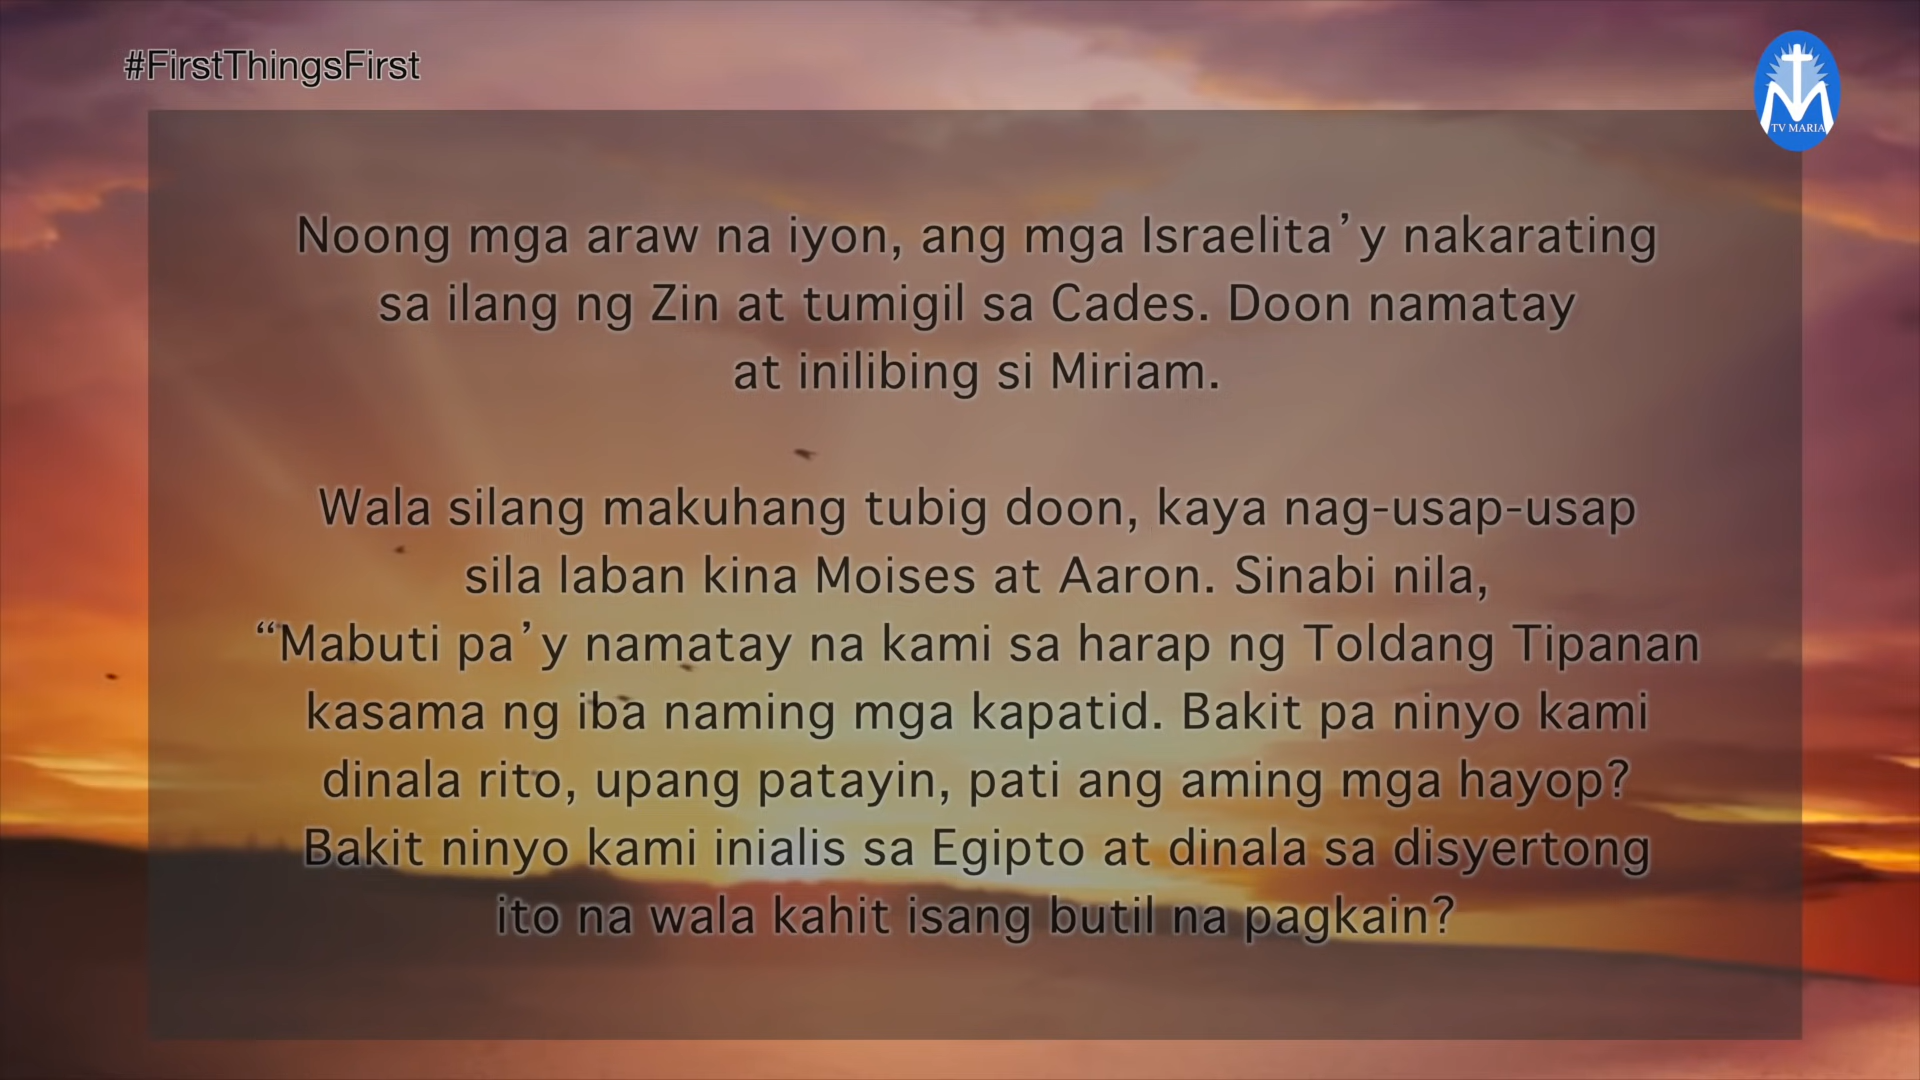 #FirstThingsFirst
TV MARIA
Noong mga araw na iyon, ang mga Israelita’y nakarating
sa ilang ng Zin at tumigil sa Cades. Doon namatay
at inilibing si Miriam.
Wala silang makuhang tubig doon, kaya nag-usap-usap
sila laban kina Moises at Aaron. Sinabi nila,
“Mabuti pa’y namatay na kami sa harap ng Toldang Tipanan
kasama ng iba naming mga kapatid. Bakit pa ninyo kami
dinala rito, upang patayin, pati ang aming mga hayop?
Bakit ninyo kami inialis sa Egipto at dinala sa disyertong
ito na wala kahit isang butil na pagkain?